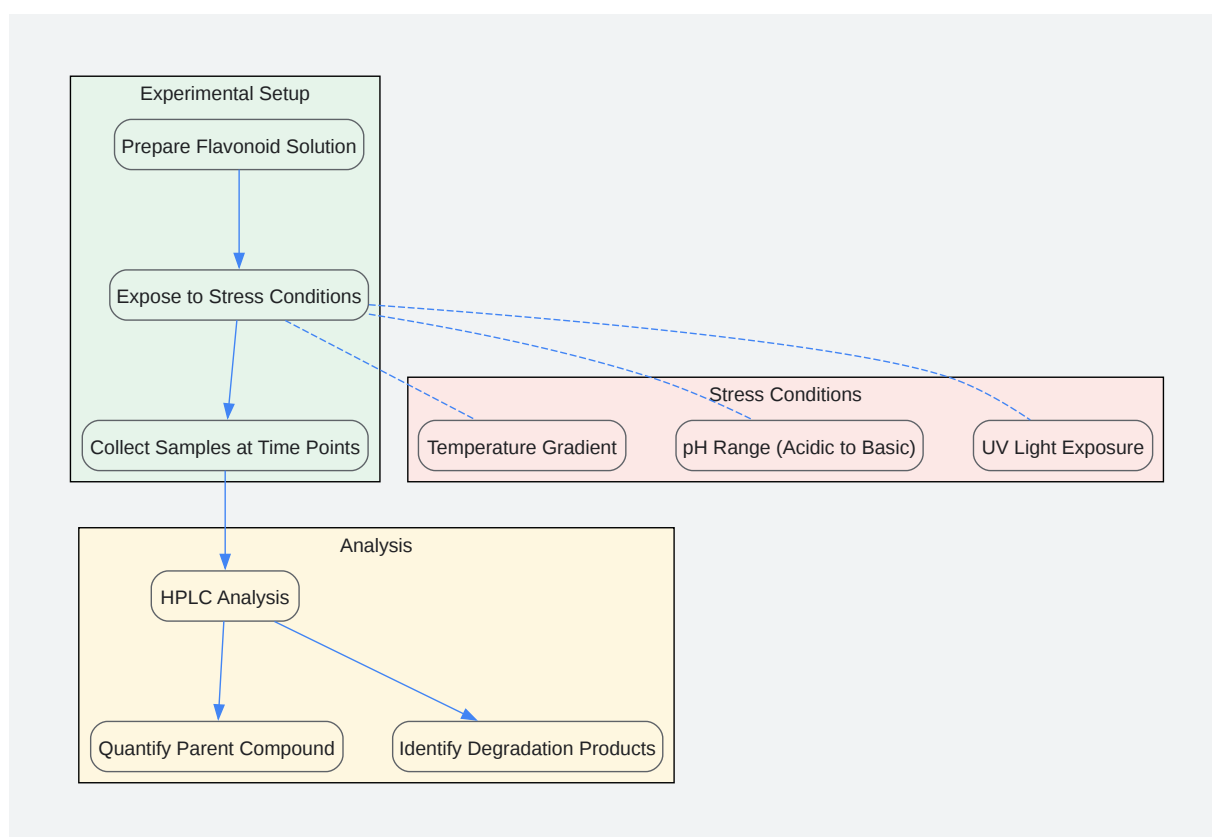 Experimental Setup
Prepare Flavonoid Solution
Expose to Stress Conditions
Collect Samples at Time Points
Stress Conditions
Temperature Gradient
pH Range (Acidic to Basic)
UV Light Exposure
Analysis
HPLC Analysis
Quantify Parent Compound
Identify Degradation Products